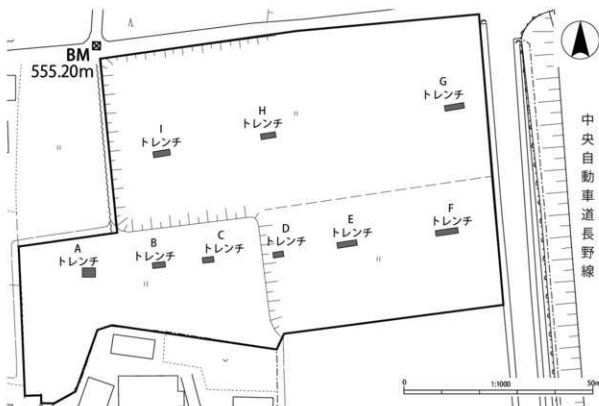 BM
555.20m
G
トレンチ
H
トレンチ
I
トレンチ
中央自動車道長野線
F
トレンチ
E
トレンチ
D
トレンチ
C
トレンチ
B
トレンチ
A
トレンチ
0
1:1000
50m